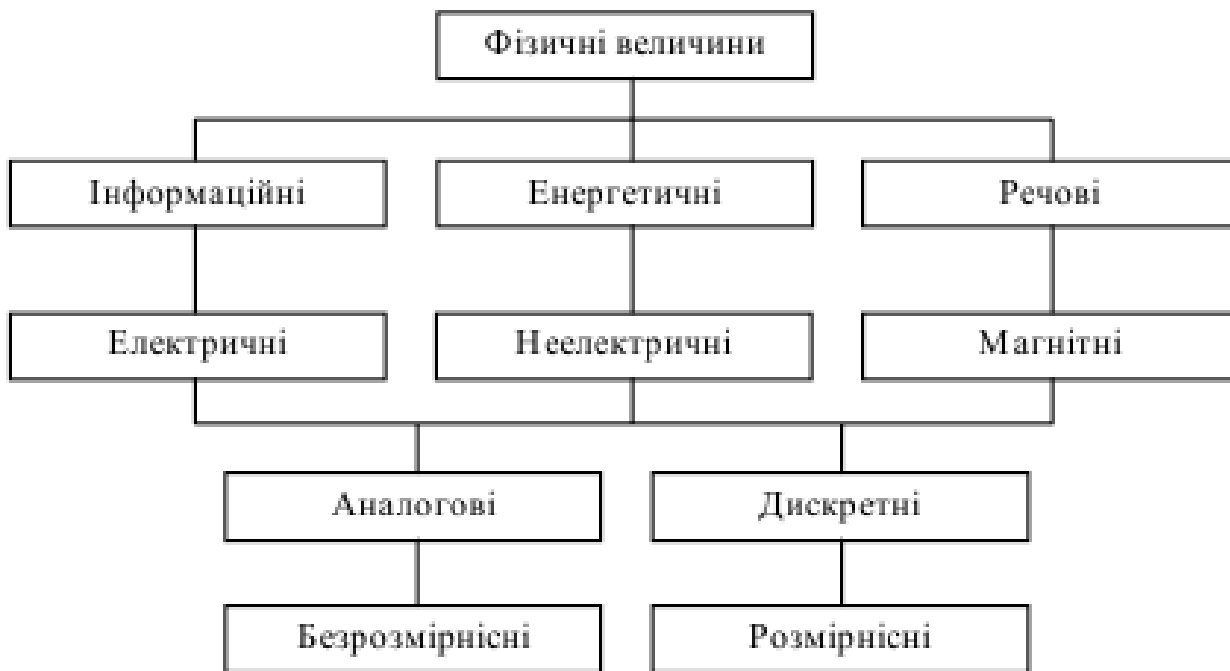 Фізичні величини
Інформаційні
Енергетичні
Речові
Електричні
Неелектричні
Магнітні
Аналогові
Дискретні
Безрозмірнісні
Розмірнісні